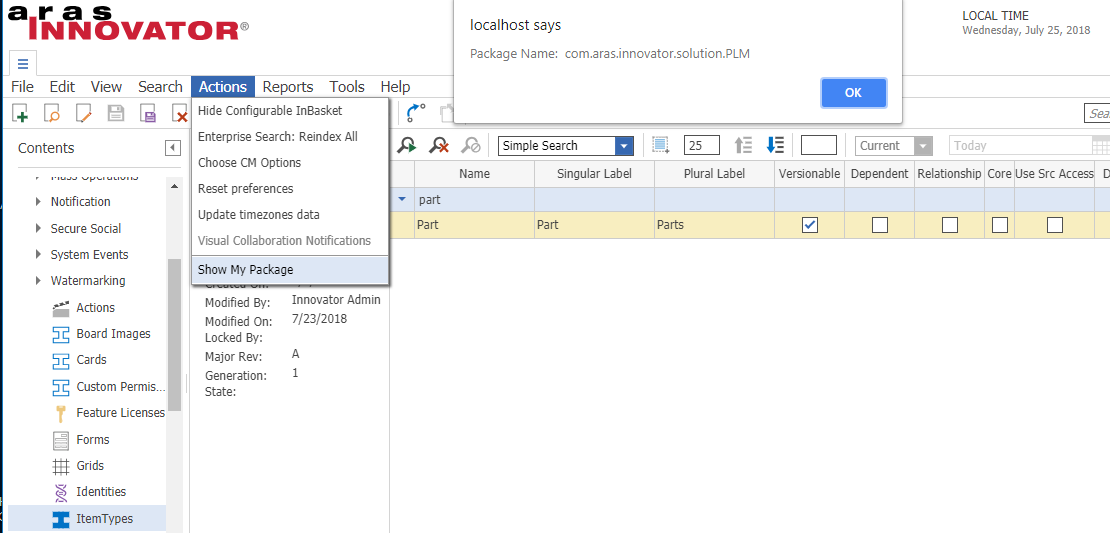 aras
INNOVATOR®
localhost says
Package Name: com.aras.innovator.solution.PLM
OK
LOCAL TIME
Wednesday, July 25, 2018
File Edit View Search Actions Reports Tools Help
Hide Configurable InBasket
Enterprise Search: Reindex All
Choose CM Options
Reset preferences
Update timezones data
Visual Collaboration Notifications
Show My Package
Contents
Mass Operations
Notification
Secure Social
System Events
Watermarking
Actions
Board Images
Cards
Custom Permis...
Feature Licenses
Forms
Grids
Identities
ItemTypes
Created On:
Modified By: Innovator Admin
Modified On: 7/23/2018
Locked By:
Major Rev: A
Generation: 1
State:
Simple Search 25 Current Today
Name Singular Label Plural Label Versionable Dependent Relationship Core Use Src Access D
part
Part Part Parts